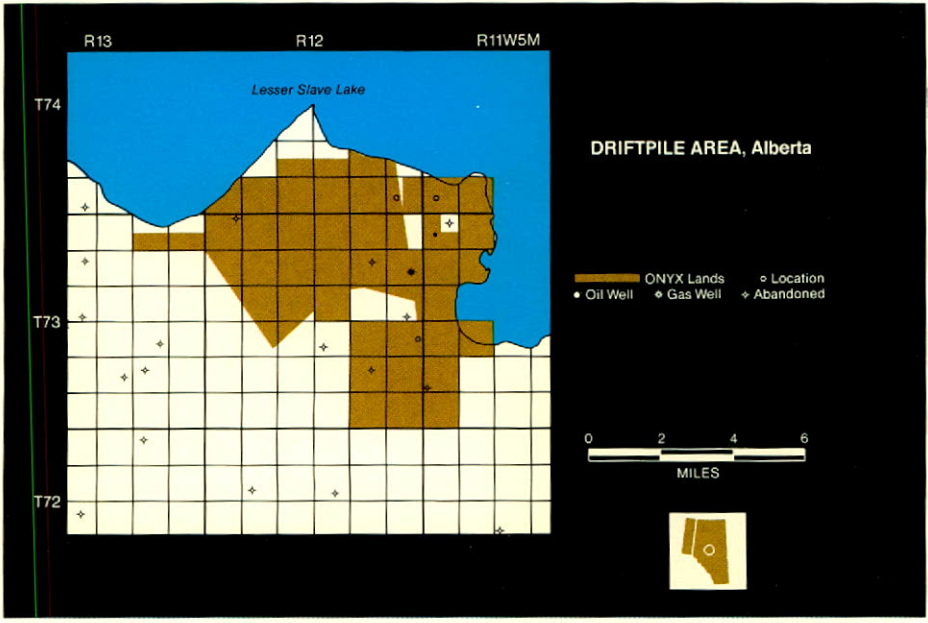 R13 R12 R11W5M
Lesser Slave Lake
T74
DRIFTPILE AREA, Alberta
ONYX Lands Location
Oil Well Gas Well Abandoned
T73
0 2 4 6
MILES
T72